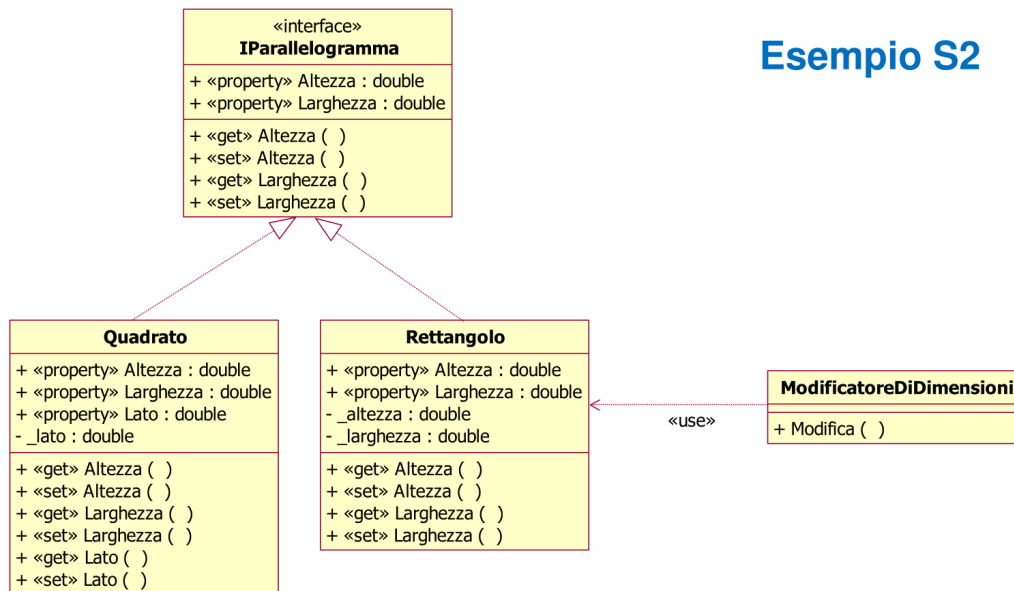 Esempio S2
«interface»
IParallelogramma
+ «property» Altezza : double
+ «property» Larghezza : double
+ «get» Altezza ( )
+ «set» Altezza ( )
+ «get» Larghezza ( )
+ «set» Larghezza ( )
Quadrato
+ «property» Altezza : double
+ «property» Larghezza : double
+ «property» Lato : double
- _lato : double
+ «get» Altezza ( )
+ «set» Altezza ( )
+ «get» Larghezza ( )
+ «set» Larghezza ( )
+ «get» Lato ( )
+ «set» Lato ( )
Rettangolo
+ «property» Altezza : double
+ «property» Larghezza : double
- _altezza : double
- _larghezza : double
+ «get» Altezza ( )
+ «set» Altezza ( )
+ «get» Larghezza ( )
+ «set» Larghezza ( )
«use»
ModificatoreDiDimensioni
+ Modifica ( )